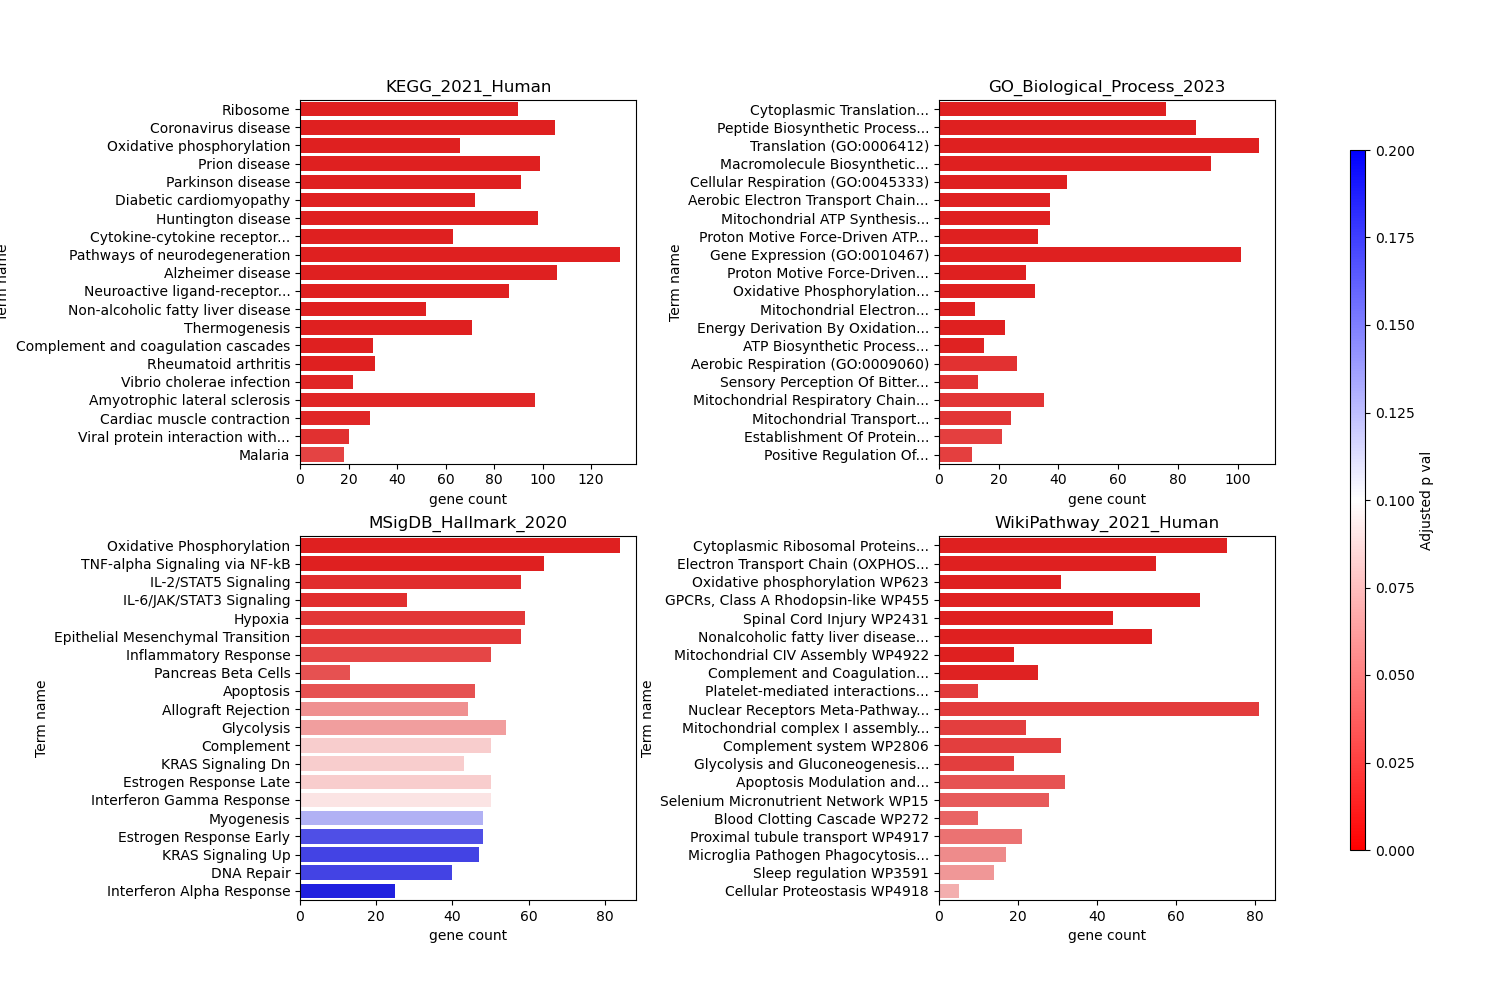 KEGG_2021_Human
Term name
Ribosome
Coronavirus disease
Oxidative phosphorylation
Prion disease
Parkinson disease
Diabetic cardiomyopathy
Huntington disease
Cytokine-cytokine receptor...
Pathways of neurodegeneration
Alzheimer disease
Neuroactive ligand-receptor...
Non-alcoholic fatty liver disease
Thermogenesis
Complement and coagulation cascades
Rheumatoid arthritis
Vibrio cholerae infection
Amyotrophic lateral sclerosis
Cardiac muscle contraction
Viral protein interaction with...
Malaria
0 20 40 60 80 100 120
gene count
GO_Biological_Process_2023
Term name
Cytoplasmic Translation...
Peptide Biosynthetic Process...
Translation (GO:0006412)
Macromolecule Biosynthetic...
Cellular Respiration (GO:0045333)
Aerobic Electron Transport Chain...
Mitochondrial ATP Synthesis...
Proton Motive Force-Driven ATP...
Gene Expression (GO:0010467)
Proton Motive Force-Driven...
Oxidative Phosphorylation...
Mitochondrial Electron...
Energy Derivation By Oxidation...
ATP Biosynthetic Process...
Aerobic Respiration (GO:0009060)
Sensory Perception Of Bitter...
Mitochondrial Respiratory Chain...
Mitochondrial Transport...
Establishment Of Protein...
Positive Regulation Of...
0 20 40 60 80 100
gene count
MSigDB_Hallmark_2020
Term name
Oxidative Phosphorylation
TNF-alpha Signaling via NF-kB
IL-2/STAT5 Signaling
IL-6/JAK/STAT3 Signaling
Hypoxia
Epithelial Mesenchymal Transition
Inflammatory Response
Pancreas Beta Cells
Apoptosis
Allograft Rejection
Glycolysis
Complement
KRAS Signaling Dn
Estrogen Response Late
Interferon Gamma Response
Myogenesis
Estrogen Response Early
KRAS Signaling Up
DNA Repair
Interferon Alpha Response
0 20 40 60 80
gene count
WikiPathway_2021_Human
Term name
Cytoplasmic Ribosomal Proteins...
Electron Transport Chain (OXPHOS...
Oxidative phosphorylation WP623
GPCRs, Class A Rhodopsin-like WP455
Spinal Cord Injury WP2431
Nonalcoholic fatty liver disease...
Mitochondrial CIV Assembly WP4922
Complement and Coagulation...
Platelet-mediated interactions...
Nuclear Receptors Meta-Pathway...
Mitochondrial complex I assembly...
Complement system WP2806
Glycolysis and Gluconeogenesis...
Apoptosis Modulation and...
Selenium Micronutrient Network WP15
Blood Clotting Cascade WP272
Proximal tubule transport WP4917
Microglia Pathogen Phagocytosis...
Sleep regulation WP3591
Cellular Proteostasis WP4918
0 20 40 60 80
gene count
0.200
0.175
0.150
0.125
0.100
0.075
0.050
0.025
0.000
Adjusted p val